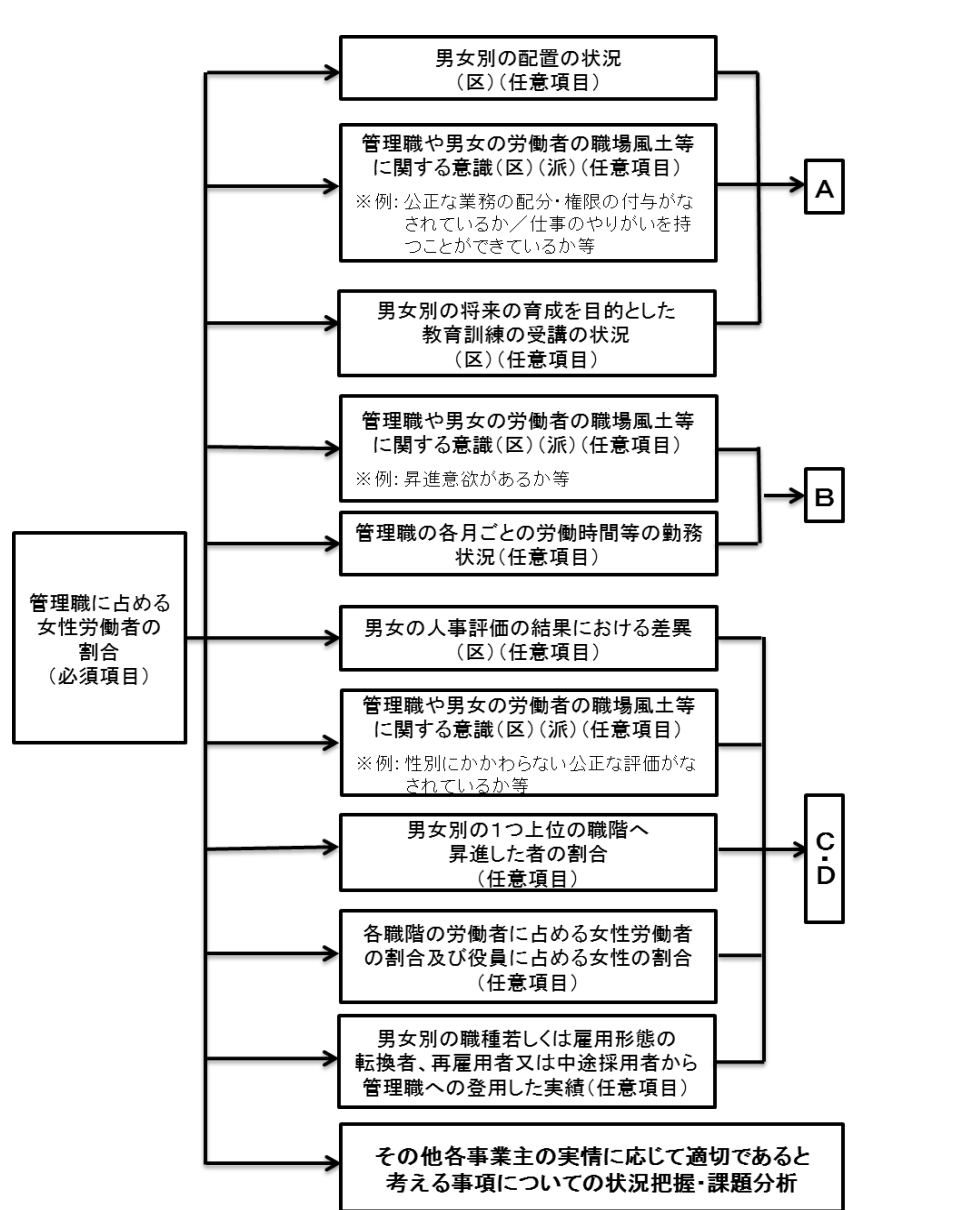 男女別の配置の状況
(区)(任意項目)
管理職や男女の労働者の職場風土等
に関する意識(区)(派)(任意項目)
※例:公正な業務の配分・権限の付与がな
されているか/仕事のやりがいを持
つことができているか等
A
男女別の将来の育成を目的とした
教育訓練の受講の状況
(区)(任意項目)
管理職や男女の労働者の職場風土等
に関する意識(区)(派)(任意項目)
※例:昇進意欲があるか等
B
管理職の各月ごとの労働時間等の勤務
状況(任意項目)
管理職に占める
女性労働者の
割合
(必須項目)
男女の人事評価の結果における差異
(区)(任意項目)
管理職や男女の労働者の職場風土等
に関する意識(区)(派)(任意項目)
※例:性別にかかわらない公正な評価がな
されているか等
男女別の1つ上位の職階へ
昇進した者の割合
(任意項目)
C・D
各職階の労働者に占める女性労働者
の割合及び役員に占める女性の割合
(任意項目)
男女別の職種若しくは雇用形態の
転換者、再雇用者又は中途採用者から
管理職への登用した実績(任意項目)
その他各事業主の実情に応じて適切であると
考える事項についての状況把握・課題分析